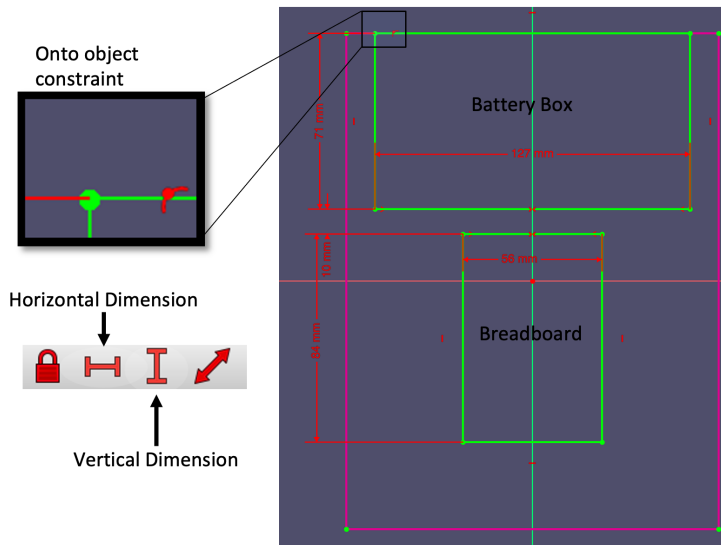 Onto object
constraint
Battery Box
71 mm
127 mm
10 mm
56 mm
84 mm
Breadboard
Horizontal Dimension
Vertical Dimension